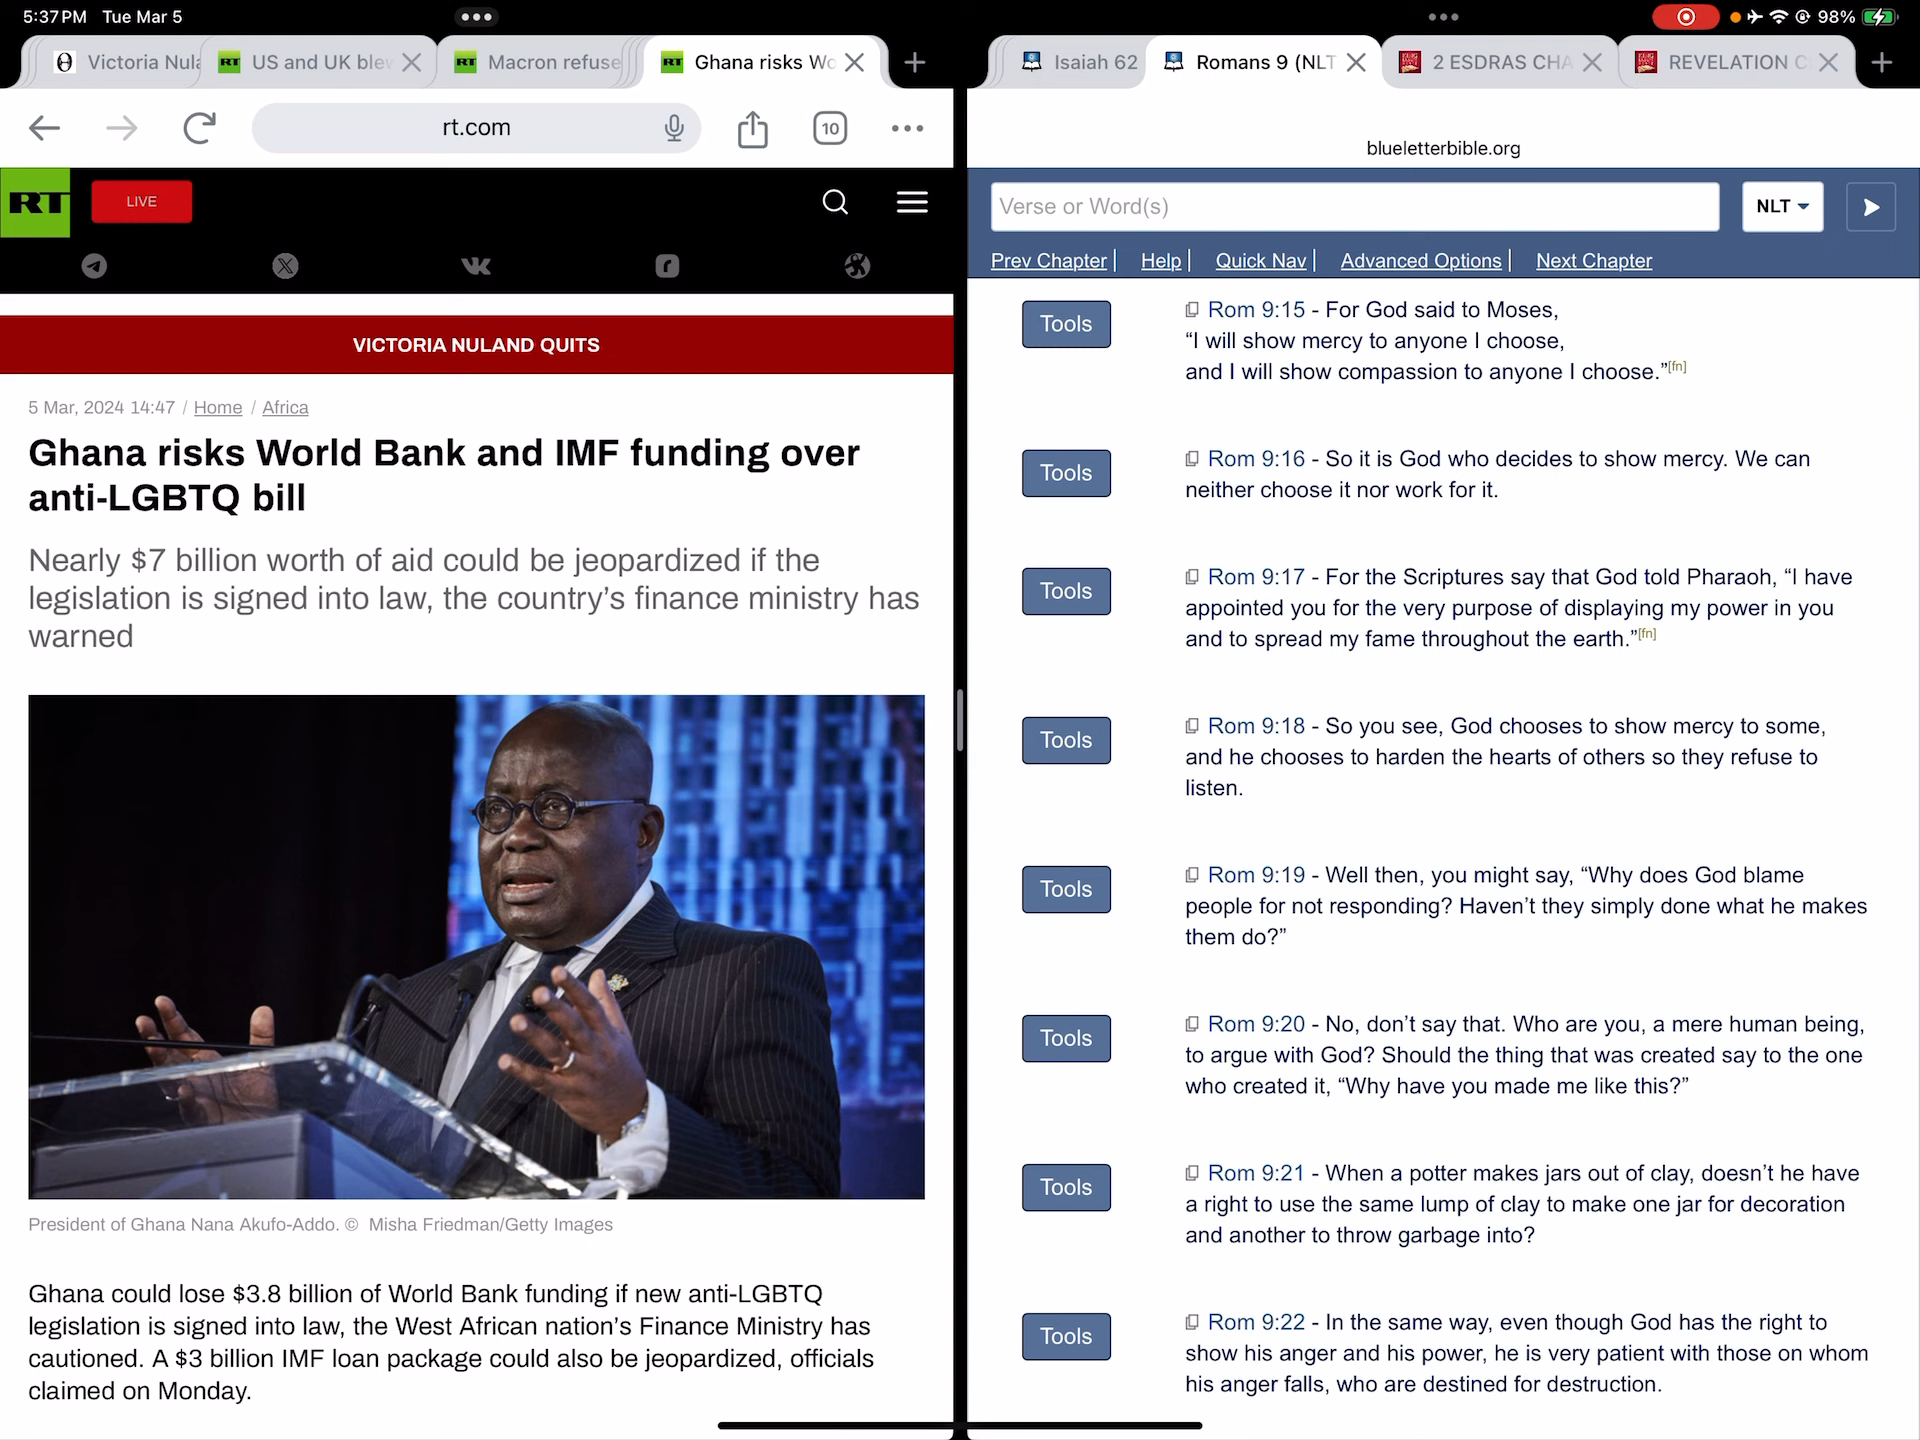 5:37 PM Tue Mar 5
98%
Victoria Nula
RT US and UK blew
RT Macron refuse
RT Ghana risks Wo
rt.com
10
RT
LIVE
VICTORIA NULAND QUITS
5 Mar, 2024 14:47 / Home / Africa
Ghana risks World Bank and IMF funding over
anti-LGBTQ bill
Nearly $7 billion worth of aid could be jeopardized if the
legislation is signed into law, the country’s finance ministry has
warned
President of Ghana Nana Akufo-Addo. © Misha Friedman/Getty Images
Ghana could lose $3.8 billion of World Bank funding if new anti-LGBTQ
legislation is signed into law, the West African nation’s Finance Ministry has
cautioned. A $3 billion IMF loan package could also be jeopardized, officials
claimed on Monday.
Isaiah 62
Romans 9 (NLT
2 ESDRAS CHA
REVELATION C
blueletterbible.org
Verse or Word(s)
NLT
Prev Chapter | Help | Quick Nav | Advanced Options | Next Chapter
Tools
Rom 9:15 - For God said to Moses,
“I will show mercy to anyone I choose,
and I will show compassion to anyone I choose.”[fn]
Tools
Rom 9:16 - So it is God who decides to show mercy. We can
neither choose it nor work for it.
Tools
Rom 9:17 - For the Scriptures say that God told Pharaoh, “I have
appointed you for the very purpose of displaying my power in you
and to spread my fame throughout the earth.”[fn]
Tools
Rom 9:18 - So you see, God chooses to show mercy to some,
and he chooses to harden the hearts of others so they refuse to
listen.
Tools
Rom 9:19 - Well then, you might say, “Why does God blame
people for not responding? Haven’t they simply done what he makes
them do?”
Tools
Rom 9:20 - No, don’t say that. Who are you, a mere human being,
to argue with God? Should the thing that was created say to the one
who created it, “Why have you made me like this?”
Tools
Rom 9:21 - When a potter makes jars out of clay, doesn’t he have
a right to use the same lump of clay to make one jar for decoration
and another to throw garbage into?
Tools
Rom 9:22 - In the same way, even though God has the right to
show his anger and his power, he is very patient with those on whom
his anger falls, who are destined for destruction.